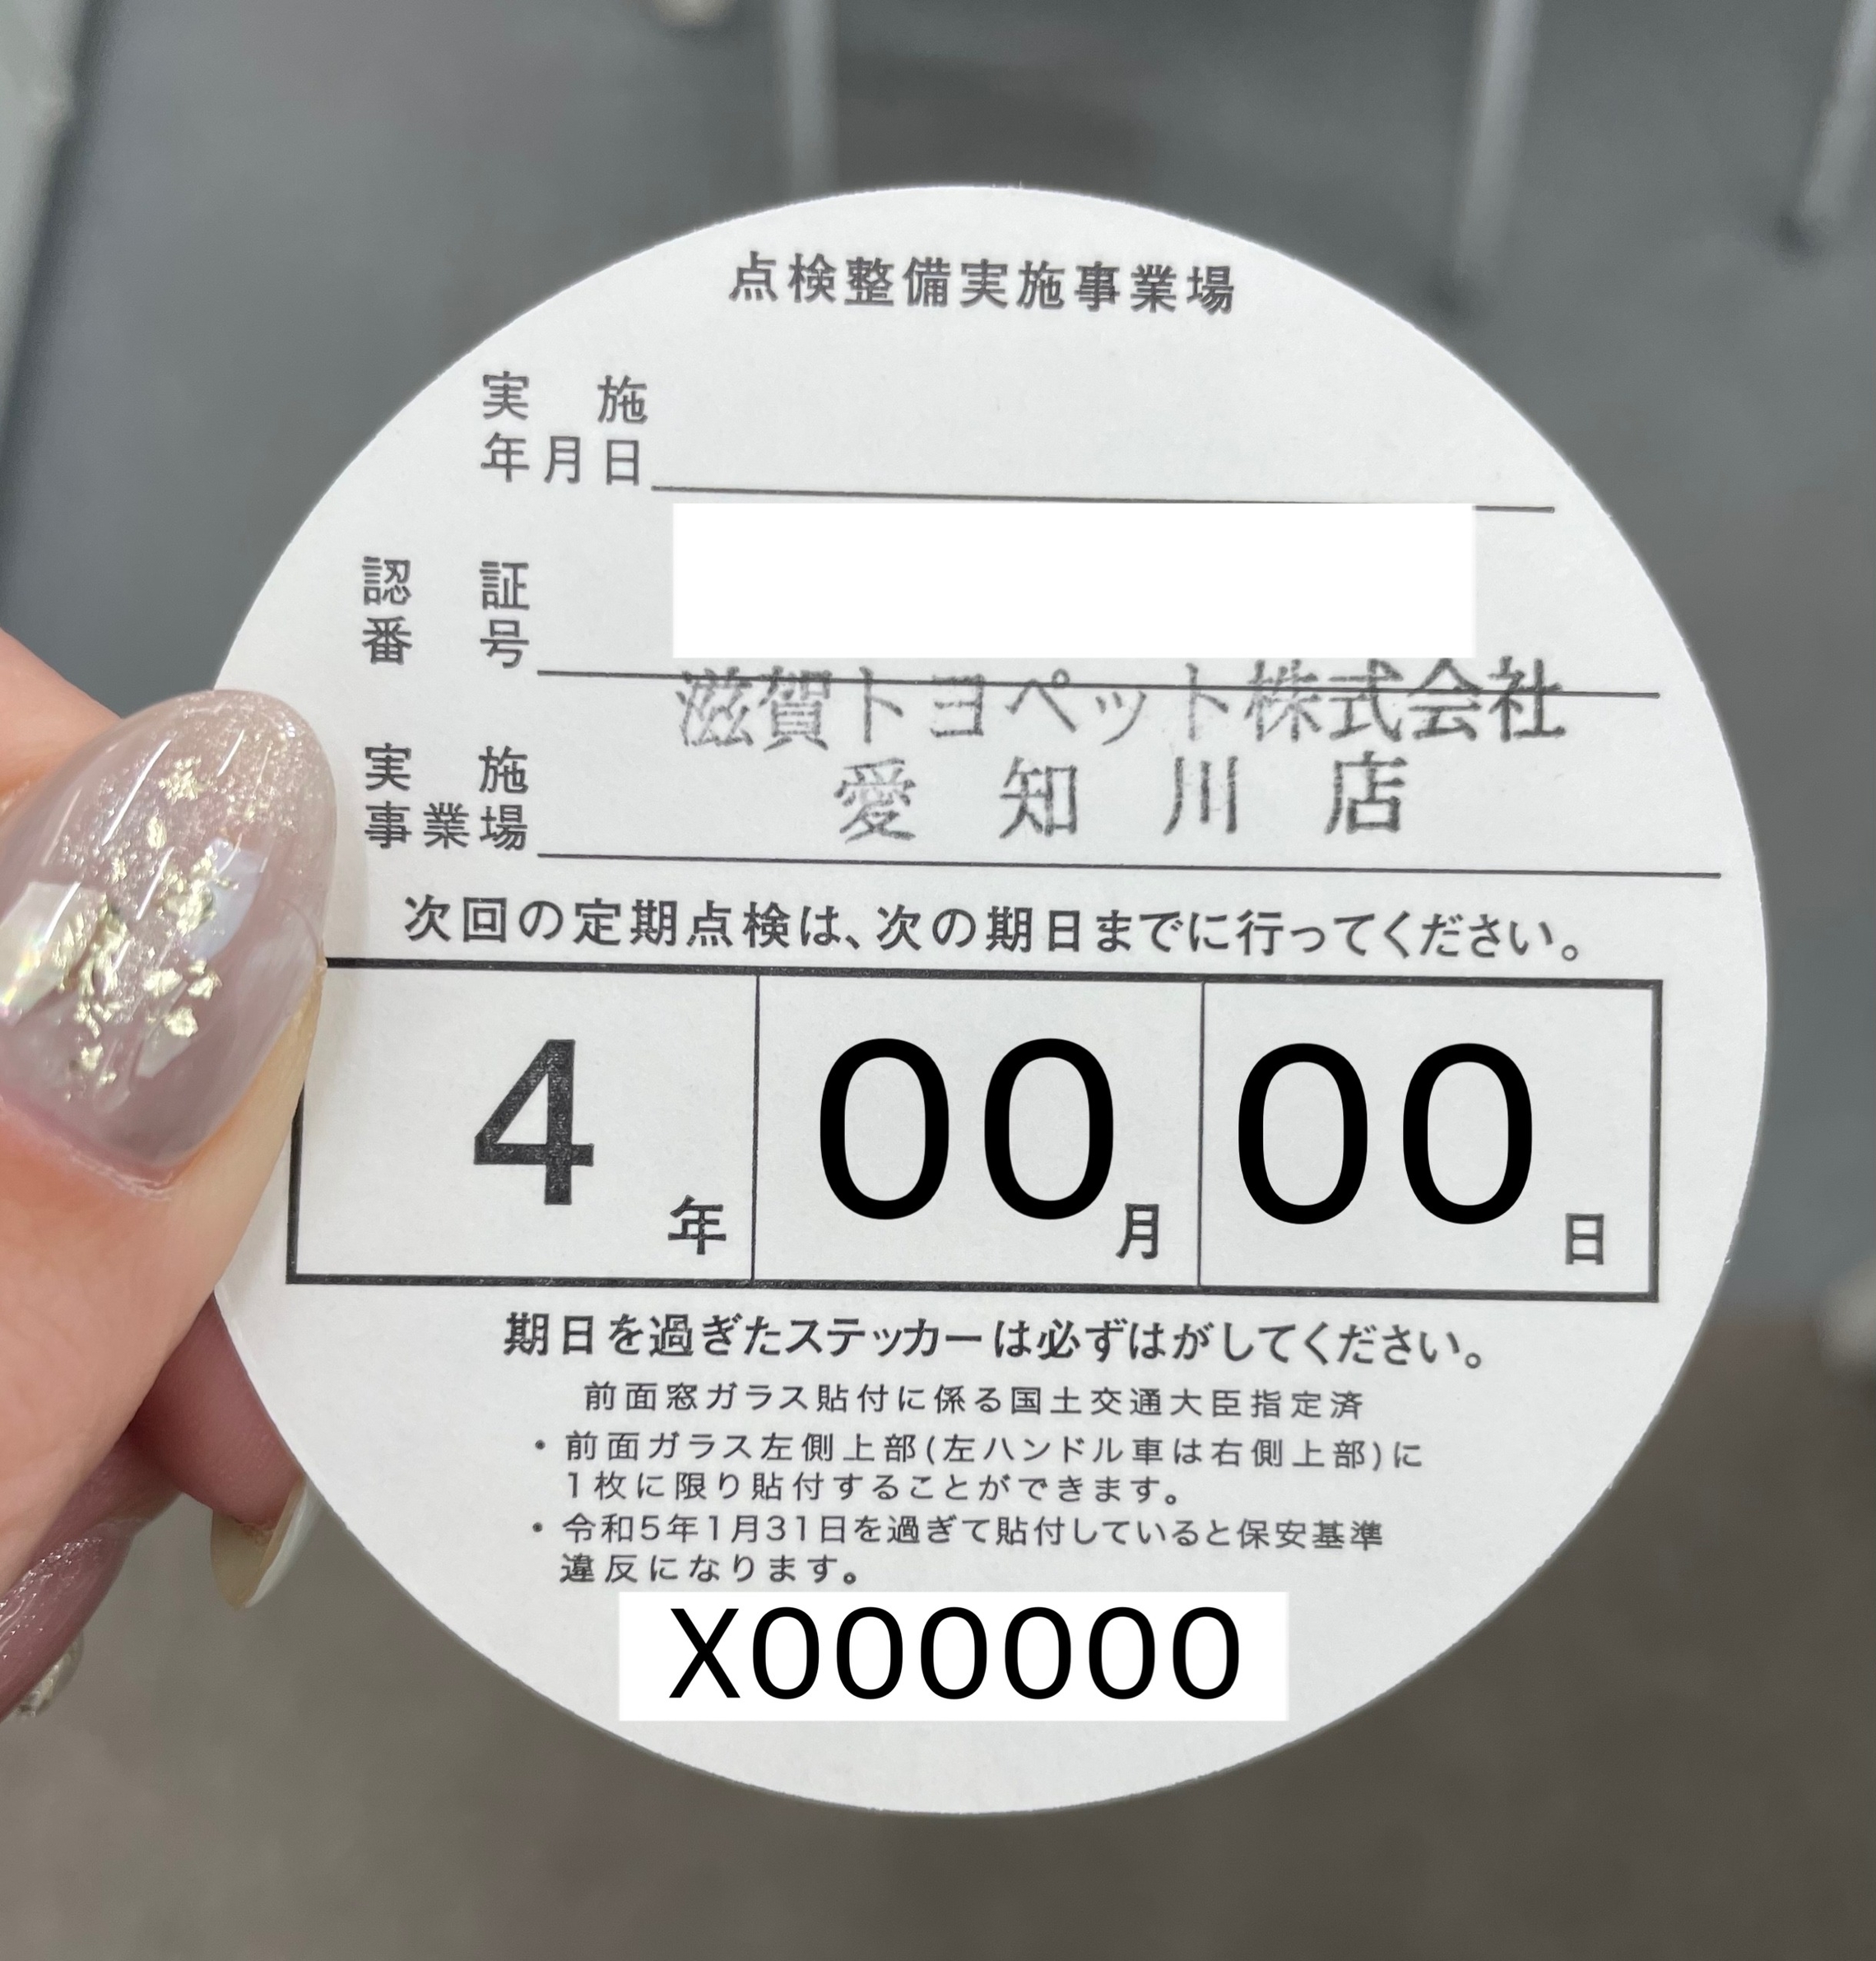 点検整備実施事業場
実施
年月日
認証
番号
滋賀トヨペット株式会社
愛知川店
実施
事業場
次回の定期点検は、次の期日までに行ってください。
4年 00月 00日
期日を過ぎたステッカーは必ずはがしてください。
前面窓ガラス貼付に係る国土交通大臣指定済
・前面ガラス左側上部(左ハンドル車は右側上部)に
1枚に限り貼付することができます。
・令和5年1月31日を過ぎて貼付していると保安基準
違反になります。
X000000